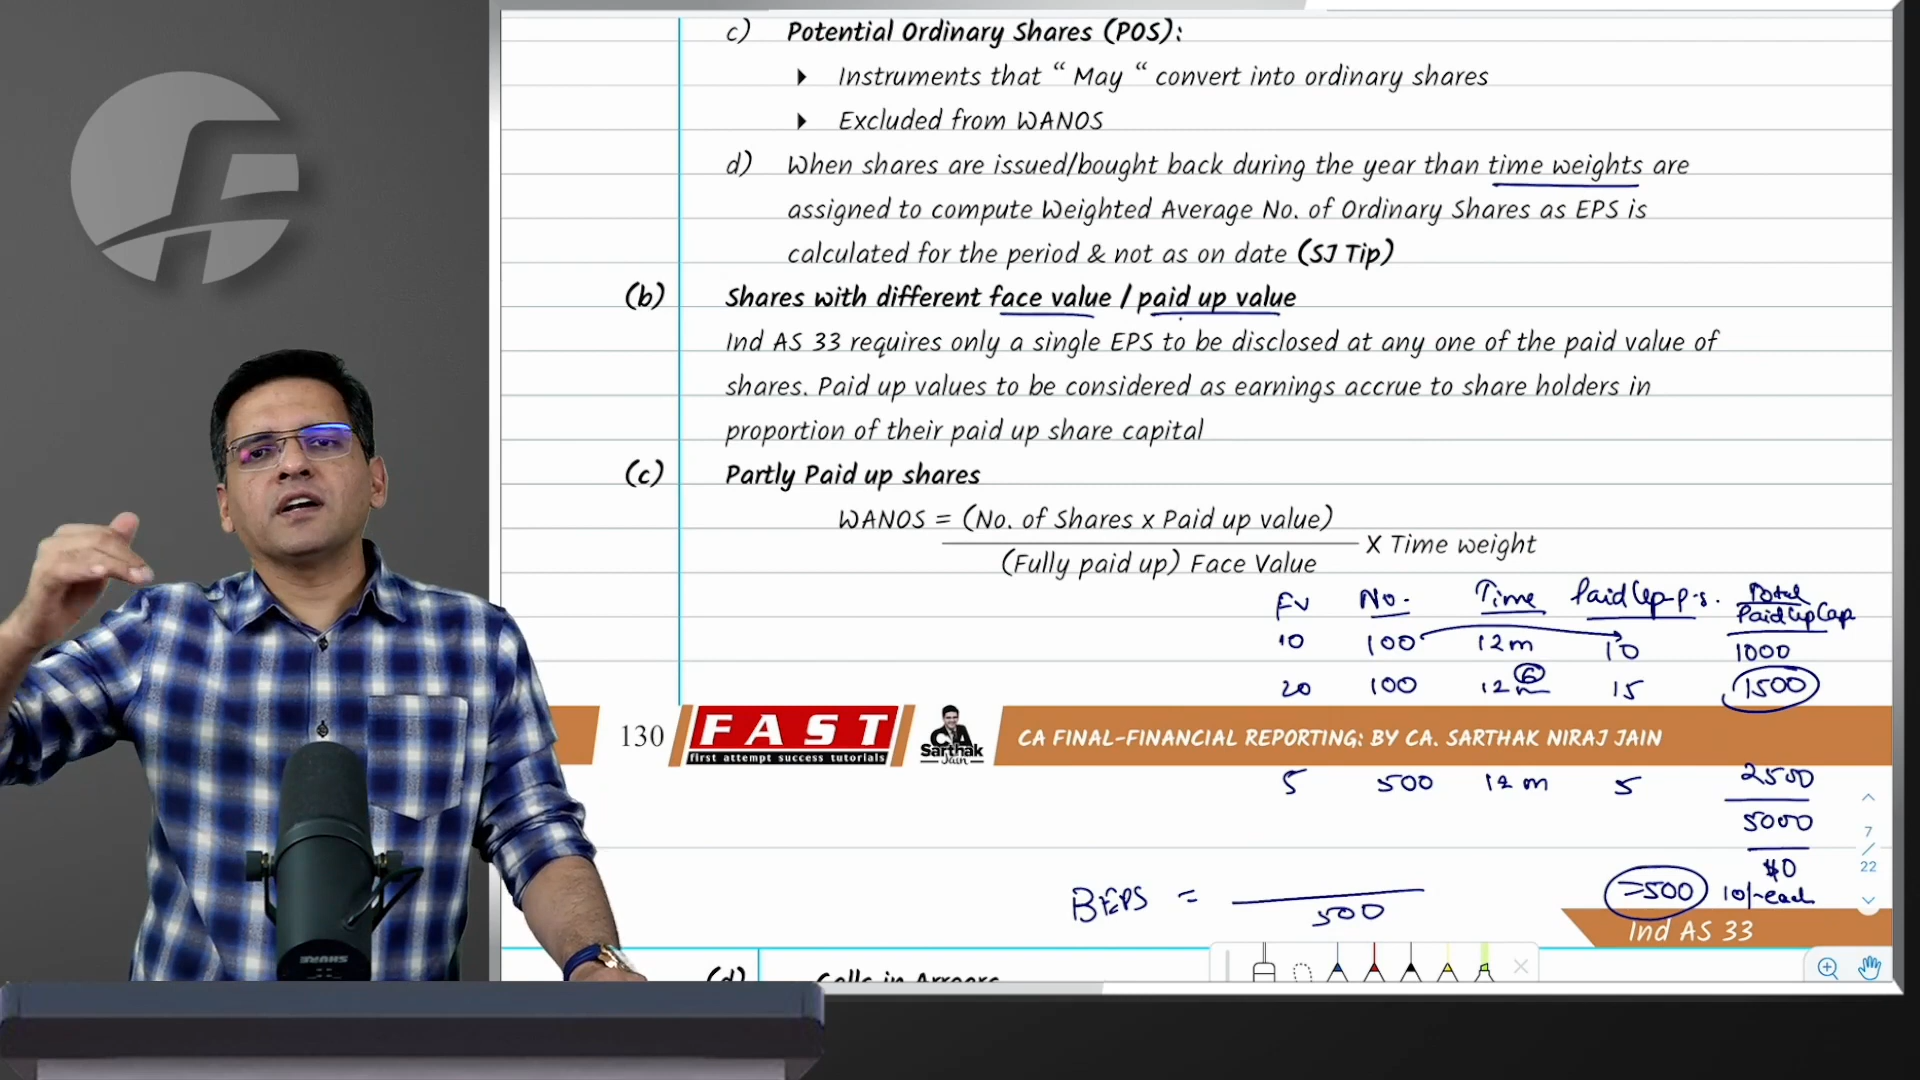 c) Potential Ordinary Shares (POS):
Instruments that “ May “ convert into ordinary shares
Excluded from WANOS
d) When shares are issued/bought back during the year than time weights are
assigned to compute Weighted Average No. of Ordinary Shares as EPS is
calculated for the period & not as on date (SJ Tip)
(b) Shares with different face value / paid up value
Ind AS 33 requires only a single EPS to be disclosed at any one of the paid value of
shares. Paid up values to be considered as earnings accrue to share holders in
proportion of their paid up share capital
(c) Partly Paid up shares
WANOS = (No. of Shares x Paid up value)
X Time weight
(Fully paid up) Face Value
FV No. Time Paid Up p.s. Total
Paid Up Cap
10 100 12m 10 1000
6
20 100 12m 15 1500
130 FAST CA FINAL-FINANCIAL REPORTING: BY CA. SARTHAK NIRAJ JAIN
first attempt success tutorials
CA
Sarthak
Jain
5 500 12m 5 2500
5000
7
/
22
10
BEPS = 500
=500 10/- each
Ind AS 33
(d) Calls in Arrears
SHURE